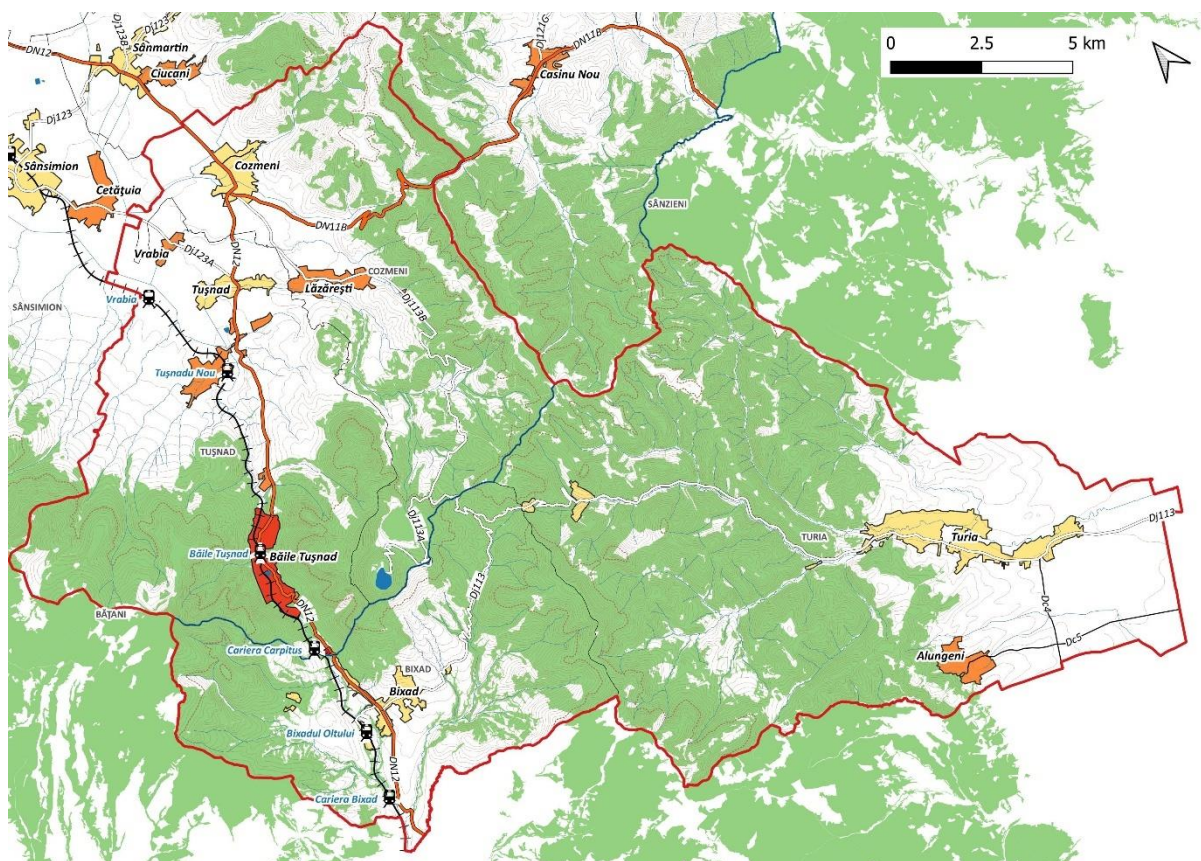 Dj123
Dj123B
DN12
Sânmartin
Ciucani
DN12
Dj121G
DN11B
Casinu Nou
0 2.5 5 km
Dj123
Sânsimion
Cetățuia
Cozmeni
DN11B
SÂNZIENI
Vrabia
Dj123A
DN12
COZMENI
Tușnad
Lăzărești
Vrabia
SÂNSIMION
Dj113B
Tușnadu Nou
TUȘNAD
Dj113A
Dj113
TURIA
Turia
Dj113
Băile Tușnad
Băile Tușnad
BĂȚANI
DN12
Dc4
Dc5
Cariera Carpitus
BIXAD
Alungeni
Bixad
Bixadul Oltului
DN12
Cariera Bixad